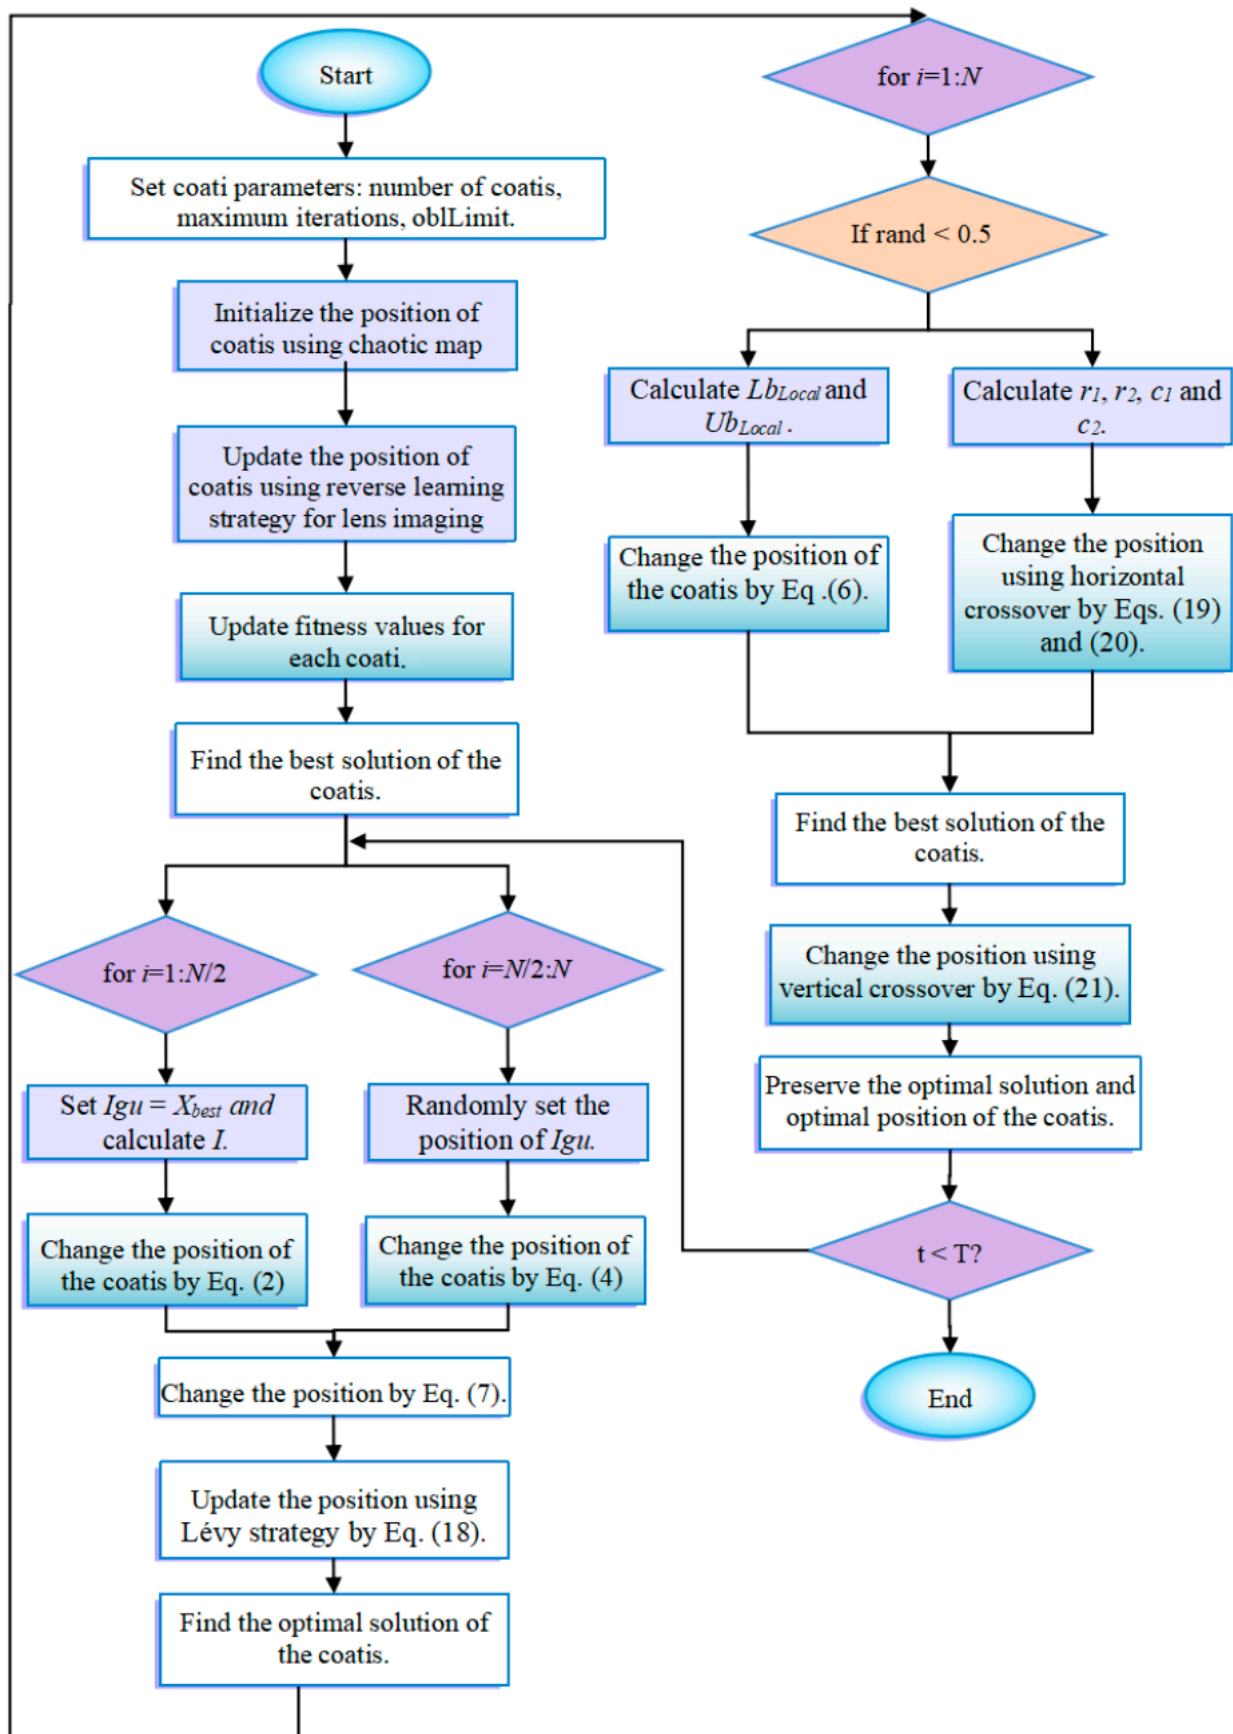 Start
Set coati parameters: number of coatis,
maximum iterations, oblLimit.
Initialize the position of
coatis using chaotic map
Update the position of
coatis using reverse learning
strategy for lens imaging
Update fitness values for
each coati.
Find the best solution of the
coatis.
for i=1:N/2
for i=N/2:N
Set Igu = Xbest and
calculate I.
Randomly set the
position of Igu.
Change the position of
the coatis by Eq. (2)
Change the position of
the coatis by Eq. (4)
Change the position by Eq. (7).
Update the position using
Lévy strategy by Eq. (18).
Find the optimal solution of
the coatis.
for i=1:N
If rand < 0.5
Calculate LbLocal and
UbLocal .
Calculate r1, r2, c1 and
c2.
Change the position of
the coatis by Eq .(6).
Change the position
using horizontal
crossover by Eqs. (19)
and (20).
Find the best solution of the
coatis.
Change the position using
vertical crossover by Eq. (21).
Preserve the optimal solution and
optimal position of the coatis.
t < T?
End